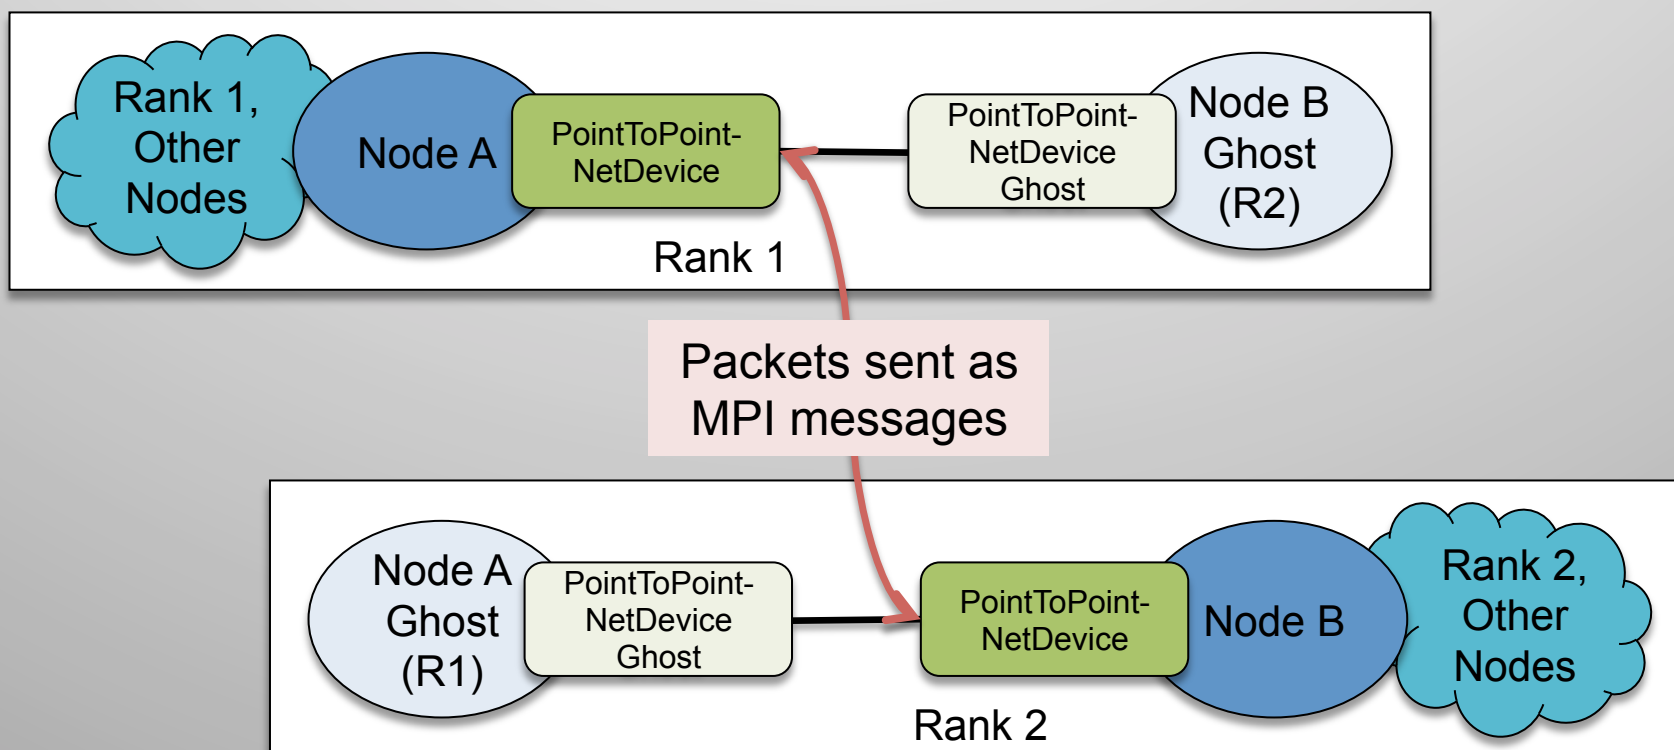 Rank 1,
Other
Nodes
Node A
PointToPoint-
NetDevice
PointToPoint-
NetDevice
Ghost
Node B
Ghost
(R2)
Rank 1
Packets sent as
MPI messages
Node A
Ghost
(R1)
PointToPoint-
NetDevice
Ghost
PointToPoint-
NetDevice
Node B
Rank 2,
Other
Nodes
Rank 2